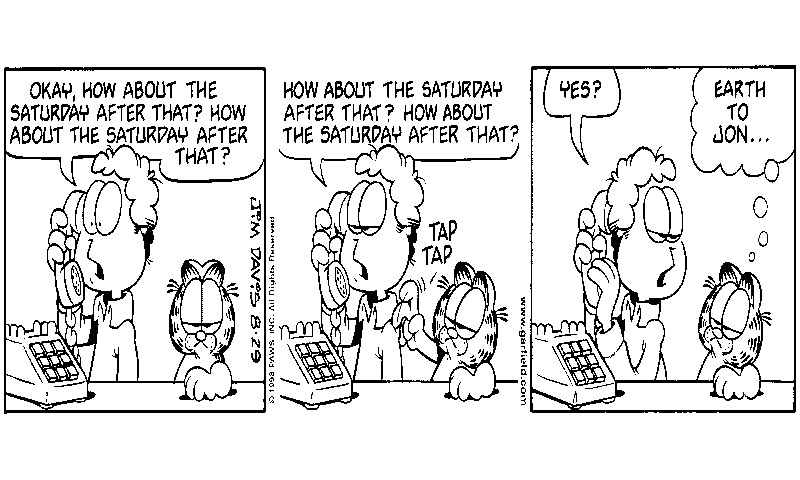 OKAY, HOW ABOUT THE
SATURDAY AFTER THAT? HOW
ABOUT THE SATURDAY AFTER
THAT?
JIM DAVIS 8·29
© 1998 PAWS, INC. All Rights Reserved
HOW ABOUT THE SATURDAY
AFTER THAT? HOW ABOUT
THE SATURDAY AFTER THAT?
TAP
TAP
www.garfield.com
YES?
EARTH
TO
JON...